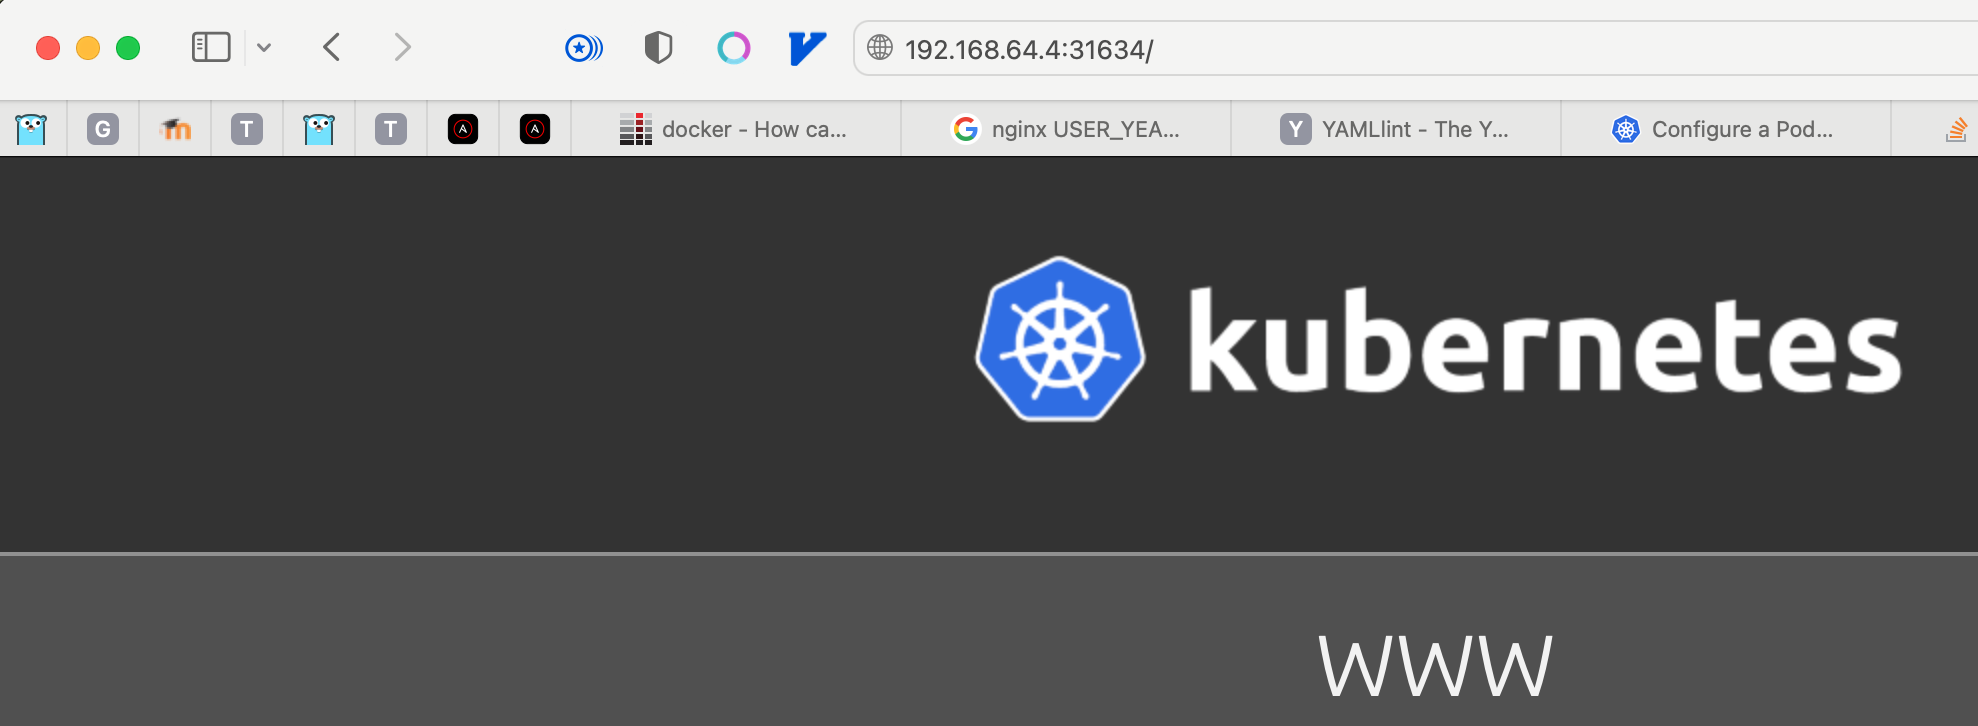 192.168.64.4:31634/
G
T
T
A
A
docker - How ca...
nginx USER_YEA...
Y
YAMLlint - The Y...
Configure a Pod...
kubernetes
WWW